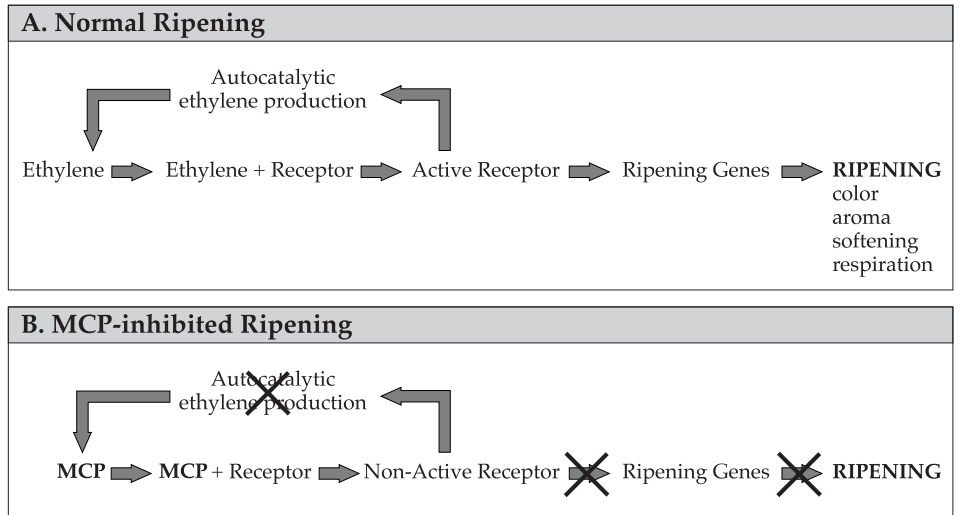 A. Normal Ripening
Autocatalytic
ethylene production
Ethylene Ethylene + Receptor Active Receptor Ripening Genes RIPENING
color
aroma
softening
respiration
B. MCP-inhibited Ripening
Autocatalytic
ethylene production
MCP MCP + Receptor Non-Active Receptor Ripening Genes RIPENING